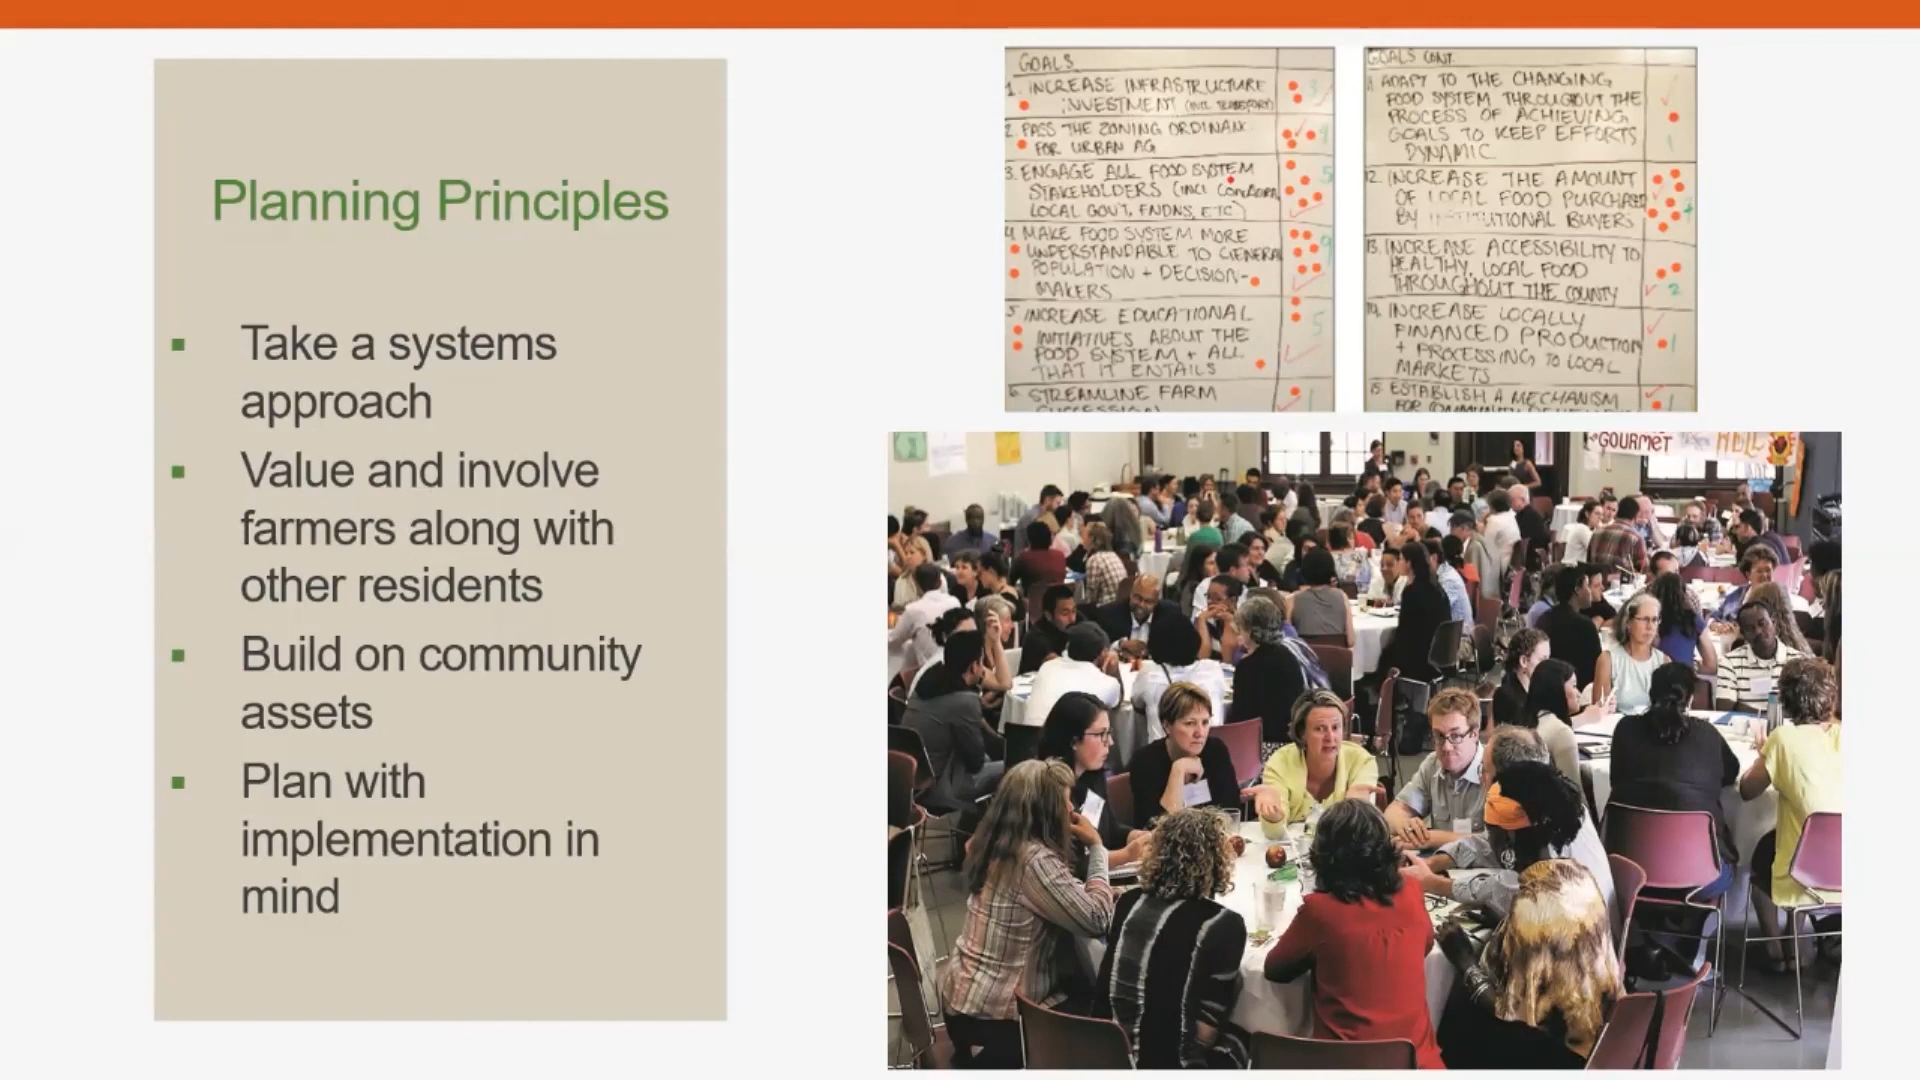 Planning Principles
Take a systems
approach
Value and involve
farmers along with
other residents
Build on community
assets
Plan with
implementation in
mind
GOALS
1. INCREASE INFRASTRUCTURE
INVESTMENT
2. PASS THE ZONING ORDINAN
FOR URBAN AG
3. ENGAGE ALL FOOD SYSTEM
STAKEHOLDERS (INCL
LOCAL GOV'T, FNDNS, ETC)
4. MAKE FOOD SYSTEM MORE
UNDERSTANDABLE TO GENERAL
POPULATION + DECISION-
MAKERS
5. INCREASE EDUCATIONAL
INITIATIVES ABOUT THE
FOOD SYSTEM + ALL
THAT IT ENTAILS
6. STREAMLINE FARM
GOALS CONT.
ADAPT TO THE CHANGING
FOOD SYSTEM THROUGHOUT THE
PROCESS OF ACHIEVING
GOALS TO KEEP EFFORTS
DYNAMIC
12. INCREASE THE AMOUNT
OF LOCAL FOOD PURCHASED
BY INSTITUTIONAL BUYERS
13. INCREASE ACCESSIBILITY TO
HEALTHY, LOCAL FOOD
THROUGHOUT THE COUNTY
14. INCREASE LOCALLY
FINANCED PRODUCTION
+ PROCESSING TO LOCAL
MARKETS
15 ESTABLISH A MECHANISM
GOURMET